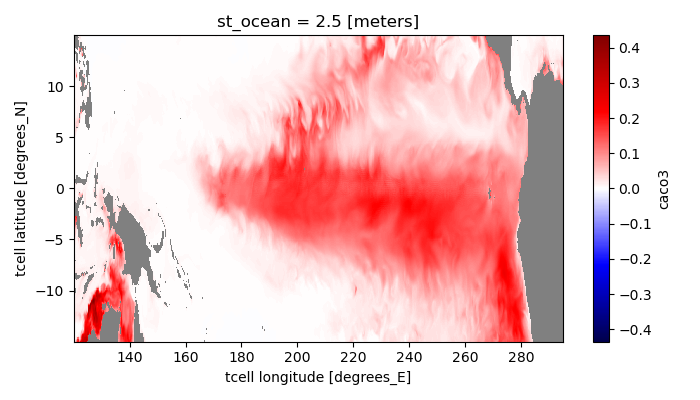 st_ocean = 2.5 [meters]
10
5
0
−5
−10
tcell latitude [degrees_N]
140 160 180 200 220 240 260 280
tcell longitude [degrees_E]
0.4
0.3
0.2
0.1
0.0
−0.1
−0.2
−0.3
−0.4
caco3